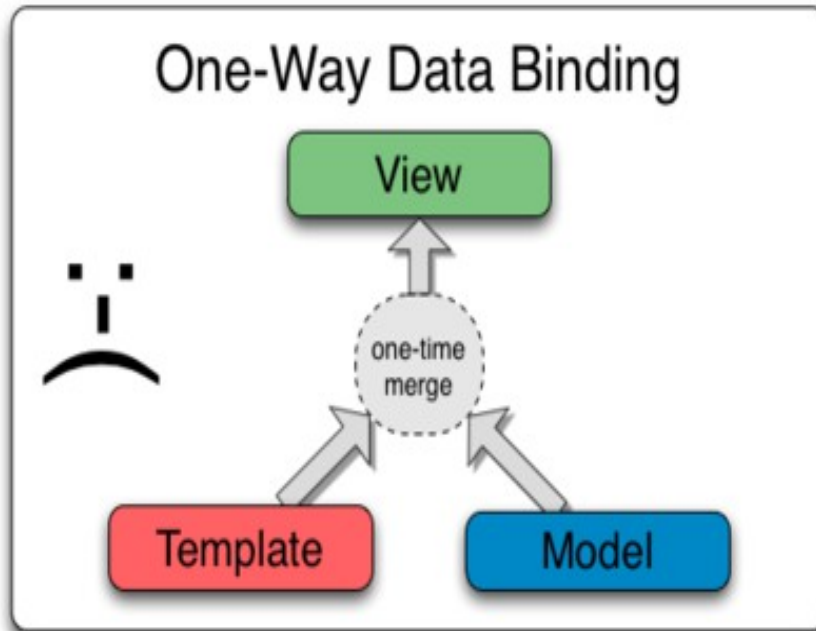 One-Way Data Binding
View
one-time
merge
Template
Model